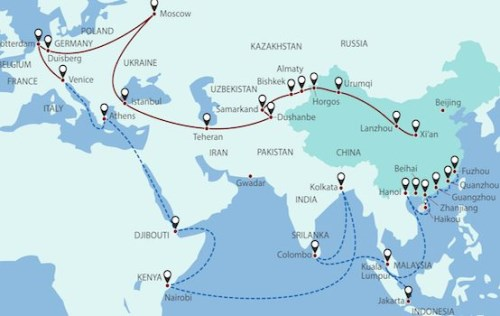 Moscow
POLAND
RUSSIA
KAZAKHSTAN
otterdam
GERMANY
Duisberg
BELGIUM
UKRAINE
Almaty
FRANCE
Venice
Bishkek
Urumqi
UZBEKISTAN
Horgos
Istanbul
Samarkand
Beijing
ITALY
Athens
Dushanbe
Lanzhou
Xi'an
Teheran
IRAN
PAKISTAN
CHINA
Beihai
Fuzhou
Gwadar
Kolkata
Hanoi
Quanzhou
Guangzhou
INDIA
Zhanjiang
Haikou
DJIBOUTI
SRILANKA
Colombo
Kuala
Lumpur
MALAYSIA
KENYA
Nairobi
Jakarta
INDONESIA